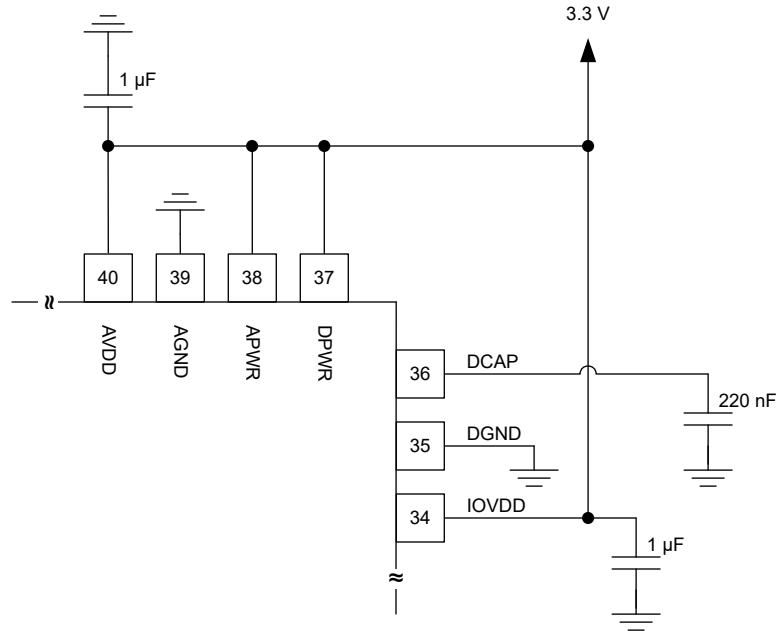 3.3 V
1 µF
40
39
38
37
AVDD
AGND
APWR
DPWR
36
DCAP
220 nF
35
DGND
34
IOVDD
1 µF